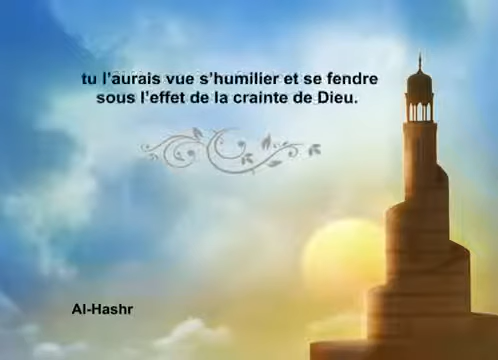 tu l'aurais vue s'humilier et se fendre
sous l'effet de la crainte de Dieu.
Al-Hashr